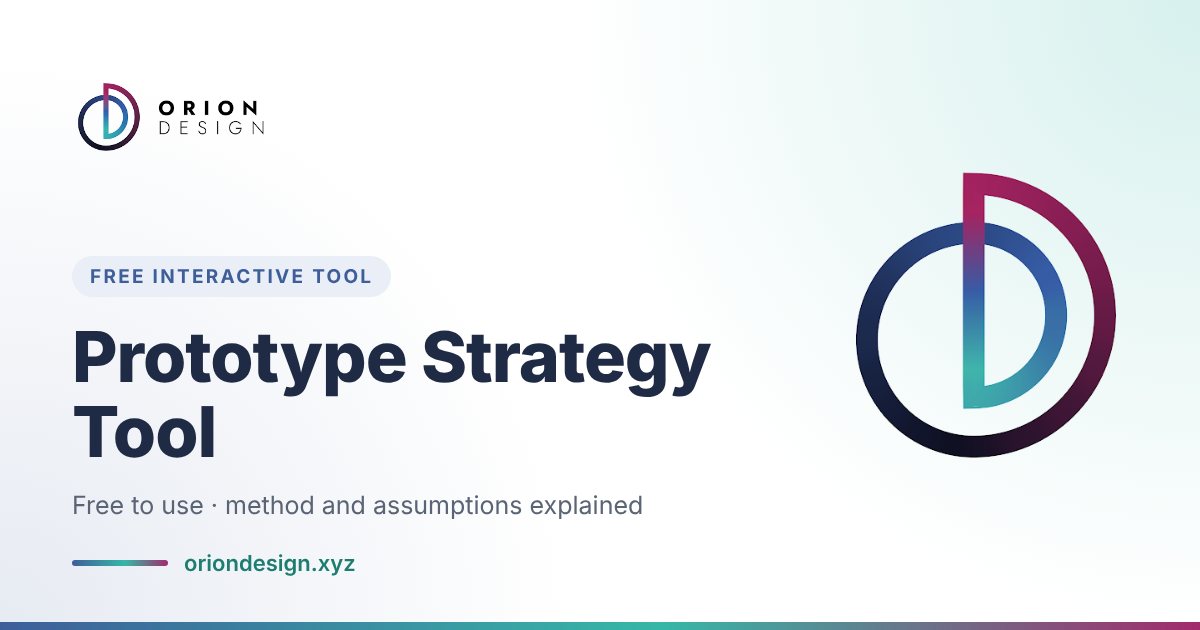 ORION
DESIGN
FREE INTERACTIVE TOOL
Prototype Strategy
Tool
Free to use · method and assumptions explained
oriondesign.xyz